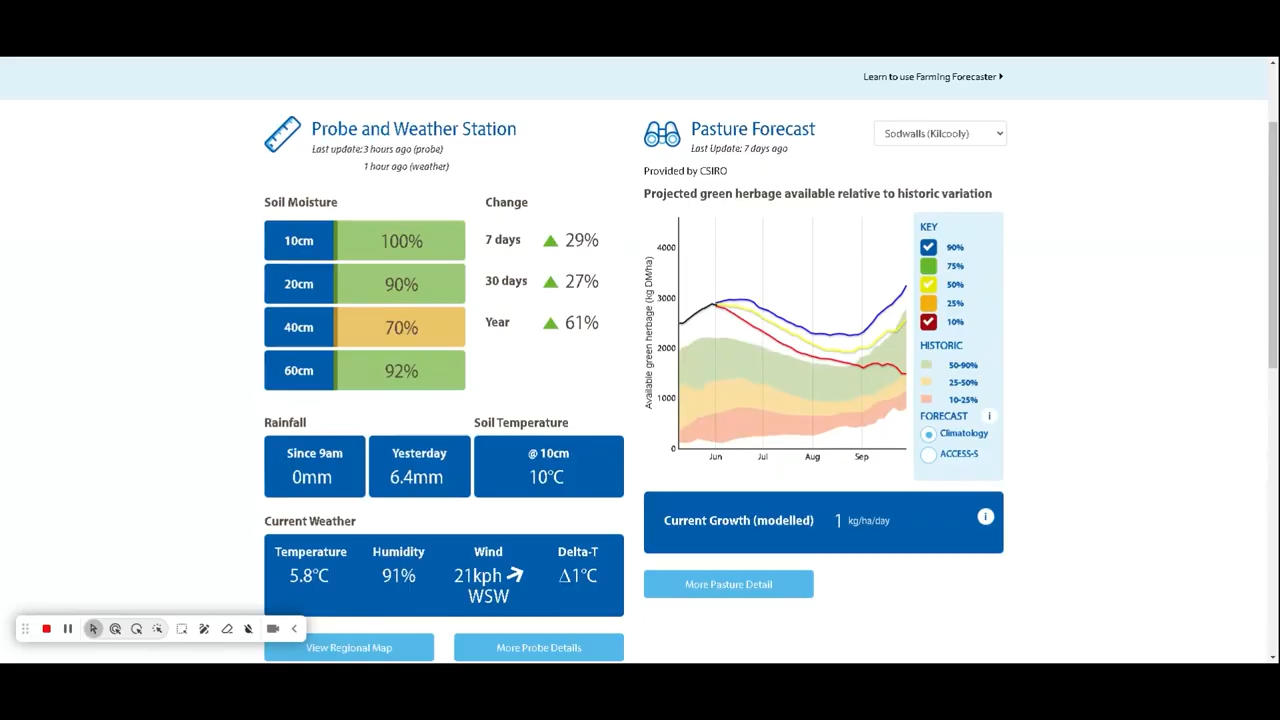 Learn to use Farming Forecaster
Probe and Weather Station
Last update: 3 hours ago (probe)
1 hour ago (weather)
Soil Moisture
Change
10cm 100%
20cm 90%
40cm 70%
60cm 92%
7 days 29%
30 days 27%
Year 61%
Rainfall
Soil Temperature
Since 9am
0mm
Yesterday
6.4mm
@ 10cm
10°C
Current Weather
Temperature
5.8°C
Humidity
91%
Wind
21kph
WSW
Delta-T
Δ1°C
View Regional Map
More Probe Details
Pasture Forecast
Last Update: 7 days ago
Sodwalls (Kilcooly)
Provided by CSIRO
Projected green herbage available relative to historic variation
Available green herbage (kg DM/ha)
4000
3000
2000
1000
0
Jun Jul Aug Sep
KEY
90%
75%
50%
25%
10%
HISTORIC
50-90%
25-50%
10-25%
FORECAST i
Climatology
ACCESS-S
Current Growth (modelled) 1 kg/ha/day i
More Pasture Detail